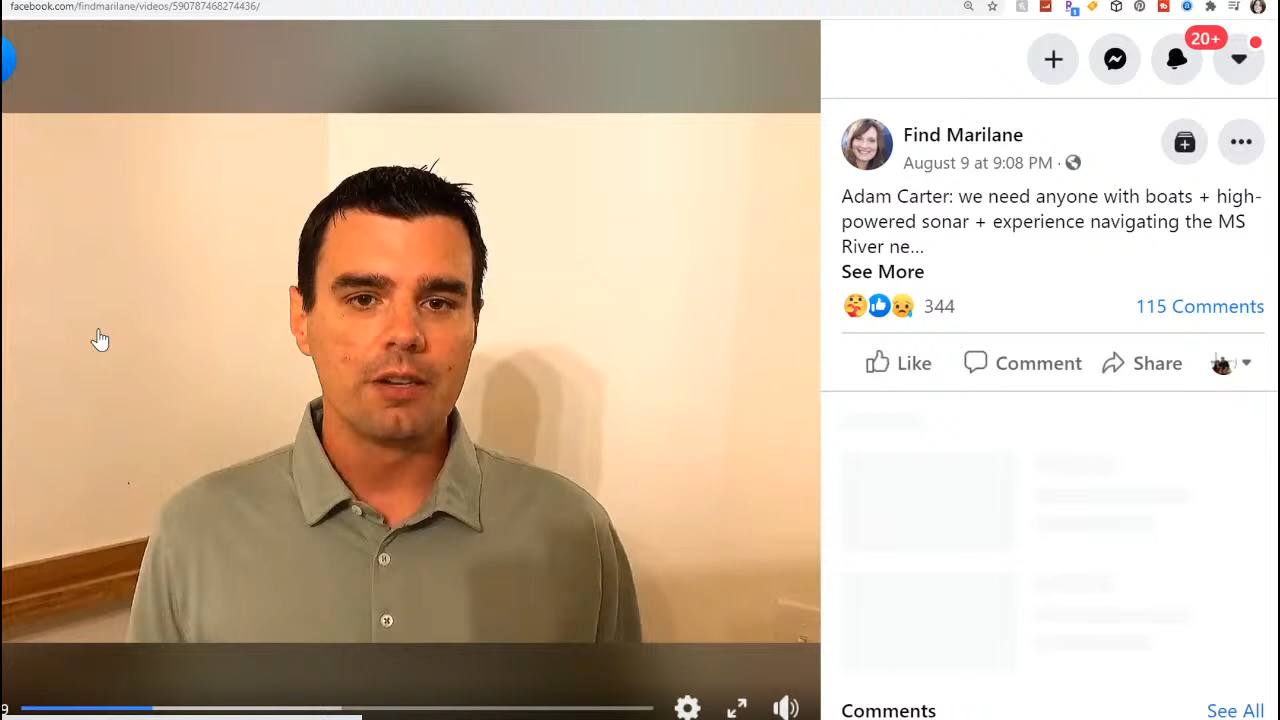 facebook.com/findmarilane/videos/590787468274436/
20+
Find Marilane
August 9 at 9:08 PM ·
Adam Carter: we need anyone with boats + high-
powered sonar + experience navigating the MS
River ne...
See More
344
115 Comments
Like
Comment
Share
9
Comments
See All